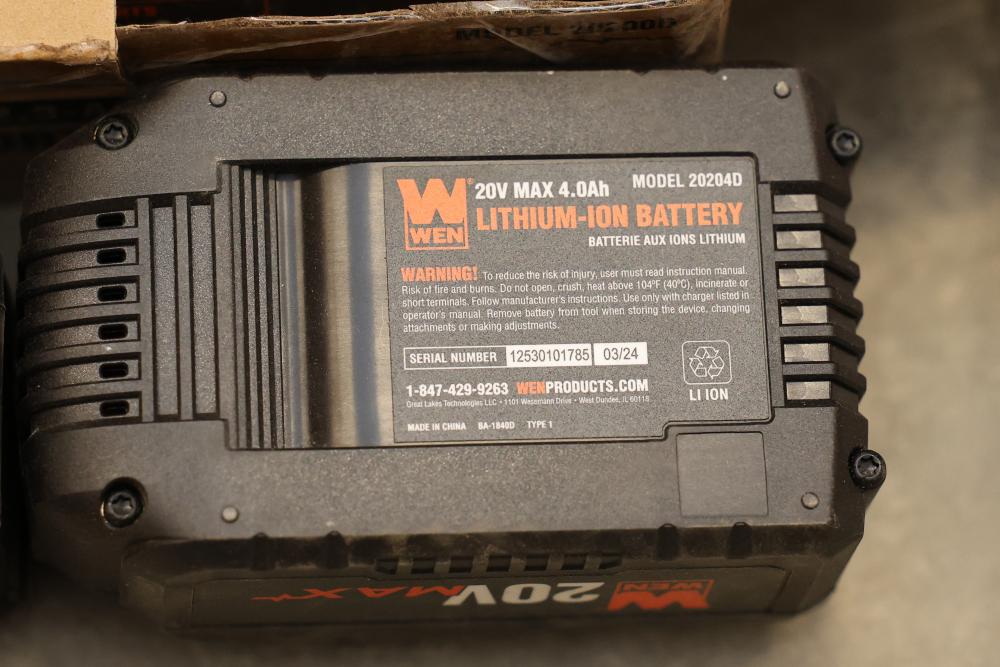 MODEL
WEN®
20V MAX 4.0Ah MODEL 20204D
LITHIUM-ION BATTERY
BATTERIE AUX IONS LITHIUM
WARNING! To reduce the risk of injury, user must read instruction manual.
Risk of fire and burns. Do not open, crush, heat above 104ºF (40ºC), incinerate or
short terminals. Follow manufacturer's instructions. Use only with charger listed in
operator's manual. Remove battery from tool when storing the device, changing
attachments or making adjustments.
SERIAL NUMBER 12530101785 03/24
1-847-429-9263 WENPRODUCTS.COM
Great Lakes Technologies LLC • 1101 Wesemann Drive • West Dundee, IL 60118
LI ION
MADE IN CHINA BA-1840D TYPE 1
WEN
20V MAX